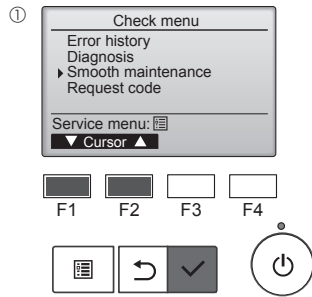 ①
Check menu
Error history
Diagnosis
Smooth maintenance
Request code
Service menu:
▼ Cursor ▲
F1 F2 F3 F4